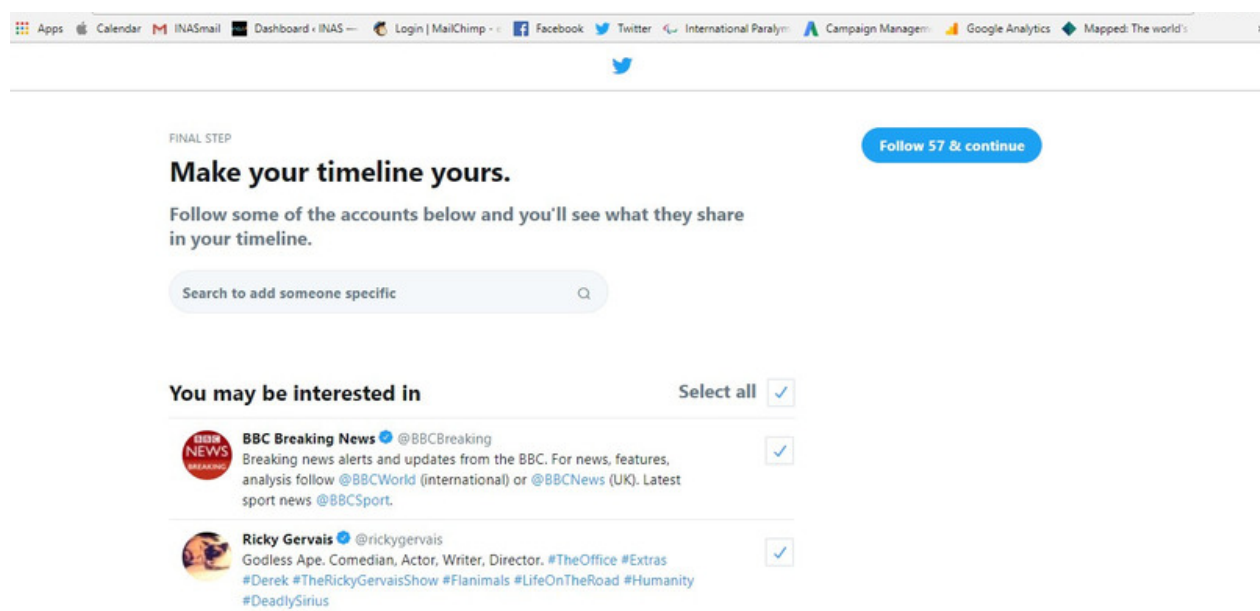 Apps Calendar INASmail Dashboard ‹ INAS — Login | MailChimp - e Facebook Twitter International Paralym Campaign Managem Google Analytics Mapped: The world's
FINAL STEP
Follow 57 & continue
Make your timeline yours.
Follow some of the accounts below and you'll see what they share
in your timeline.
Search to add someone specific
You may be interested in Select all
BBC NEWS BREAKING
BBC Breaking News @BBCBreaking
Breaking news alerts and updates from the BBC. For news, features,
analysis follow @BBCWorld (international) or @BBCNews (UK). Latest
sport news @BBCSport.
Ricky Gervais @rickygervais
Godless Ape. Comedian, Actor, Writer, Director. #TheOffice #Extras
#Derek #TheRickyGervaisShow #Flanimals #LifeOnTheRoad #Humanity
#DeadlySirius